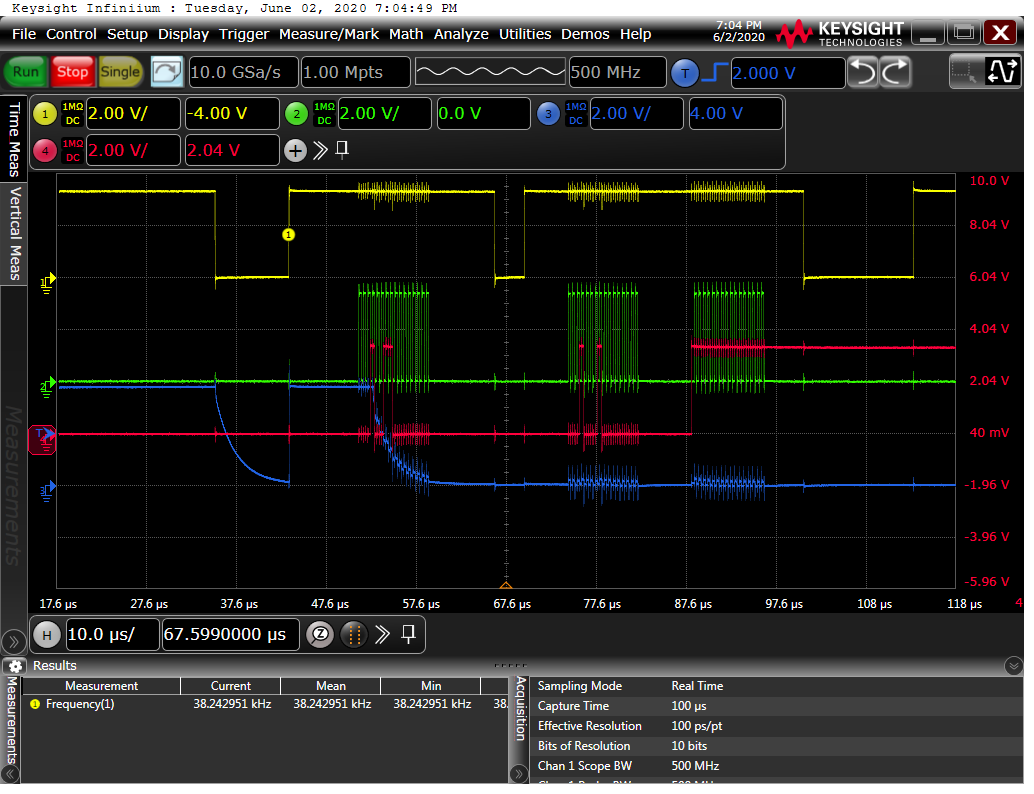 Keysight Infiniium : Tuesday, June 02, 2020 7:04:49 PM
File Control Setup Display Trigger Measure/Mark Math Analyze Utilities Demos Help
7:04 PM
6/2/2020
KEYSIGHT
TECHNOLOGIES
Run Stop Single 10.0 GSa/s 1.00 Mpts 500 MHz T 2.000 V
1 1MΩ DC 2.00 V/ -4.00 V 2 1MΩ DC 2.00 V/ 0.0 V 3 1MΩ DC 2.00 V/ 4.00 V
4 1MΩ DC 2.00 V/ 2.04 V
Time Meas
Vertical Meas
Measurements
10.0 V
8.04 V
1
1
6.04 V
4.04 V
2
2.04 V
T
40 mV
3
-1.96 V
-3.96 V
-5.96 V
17.6 µs 27.6 µs 37.6 µs 47.6 µs 57.6 µs 67.6 µs 77.6 µs 87.6 µs 97.6 µs 108 µs 118 µs 4
H 10.0 µs/ 67.5990000 µs
Results
Measurements
Measurement Current Mean Min
1 Frequency(1) 38.242951 kHz 38.242951 kHz 38.242951 kHz 38.
Acquisition
Sampling Mode Real Time
Capture Time 100 µs
Effective Resolution 100 ps/pt
Bits of Resolution 10 bits
Chan 1 Scope BW 500 MHz